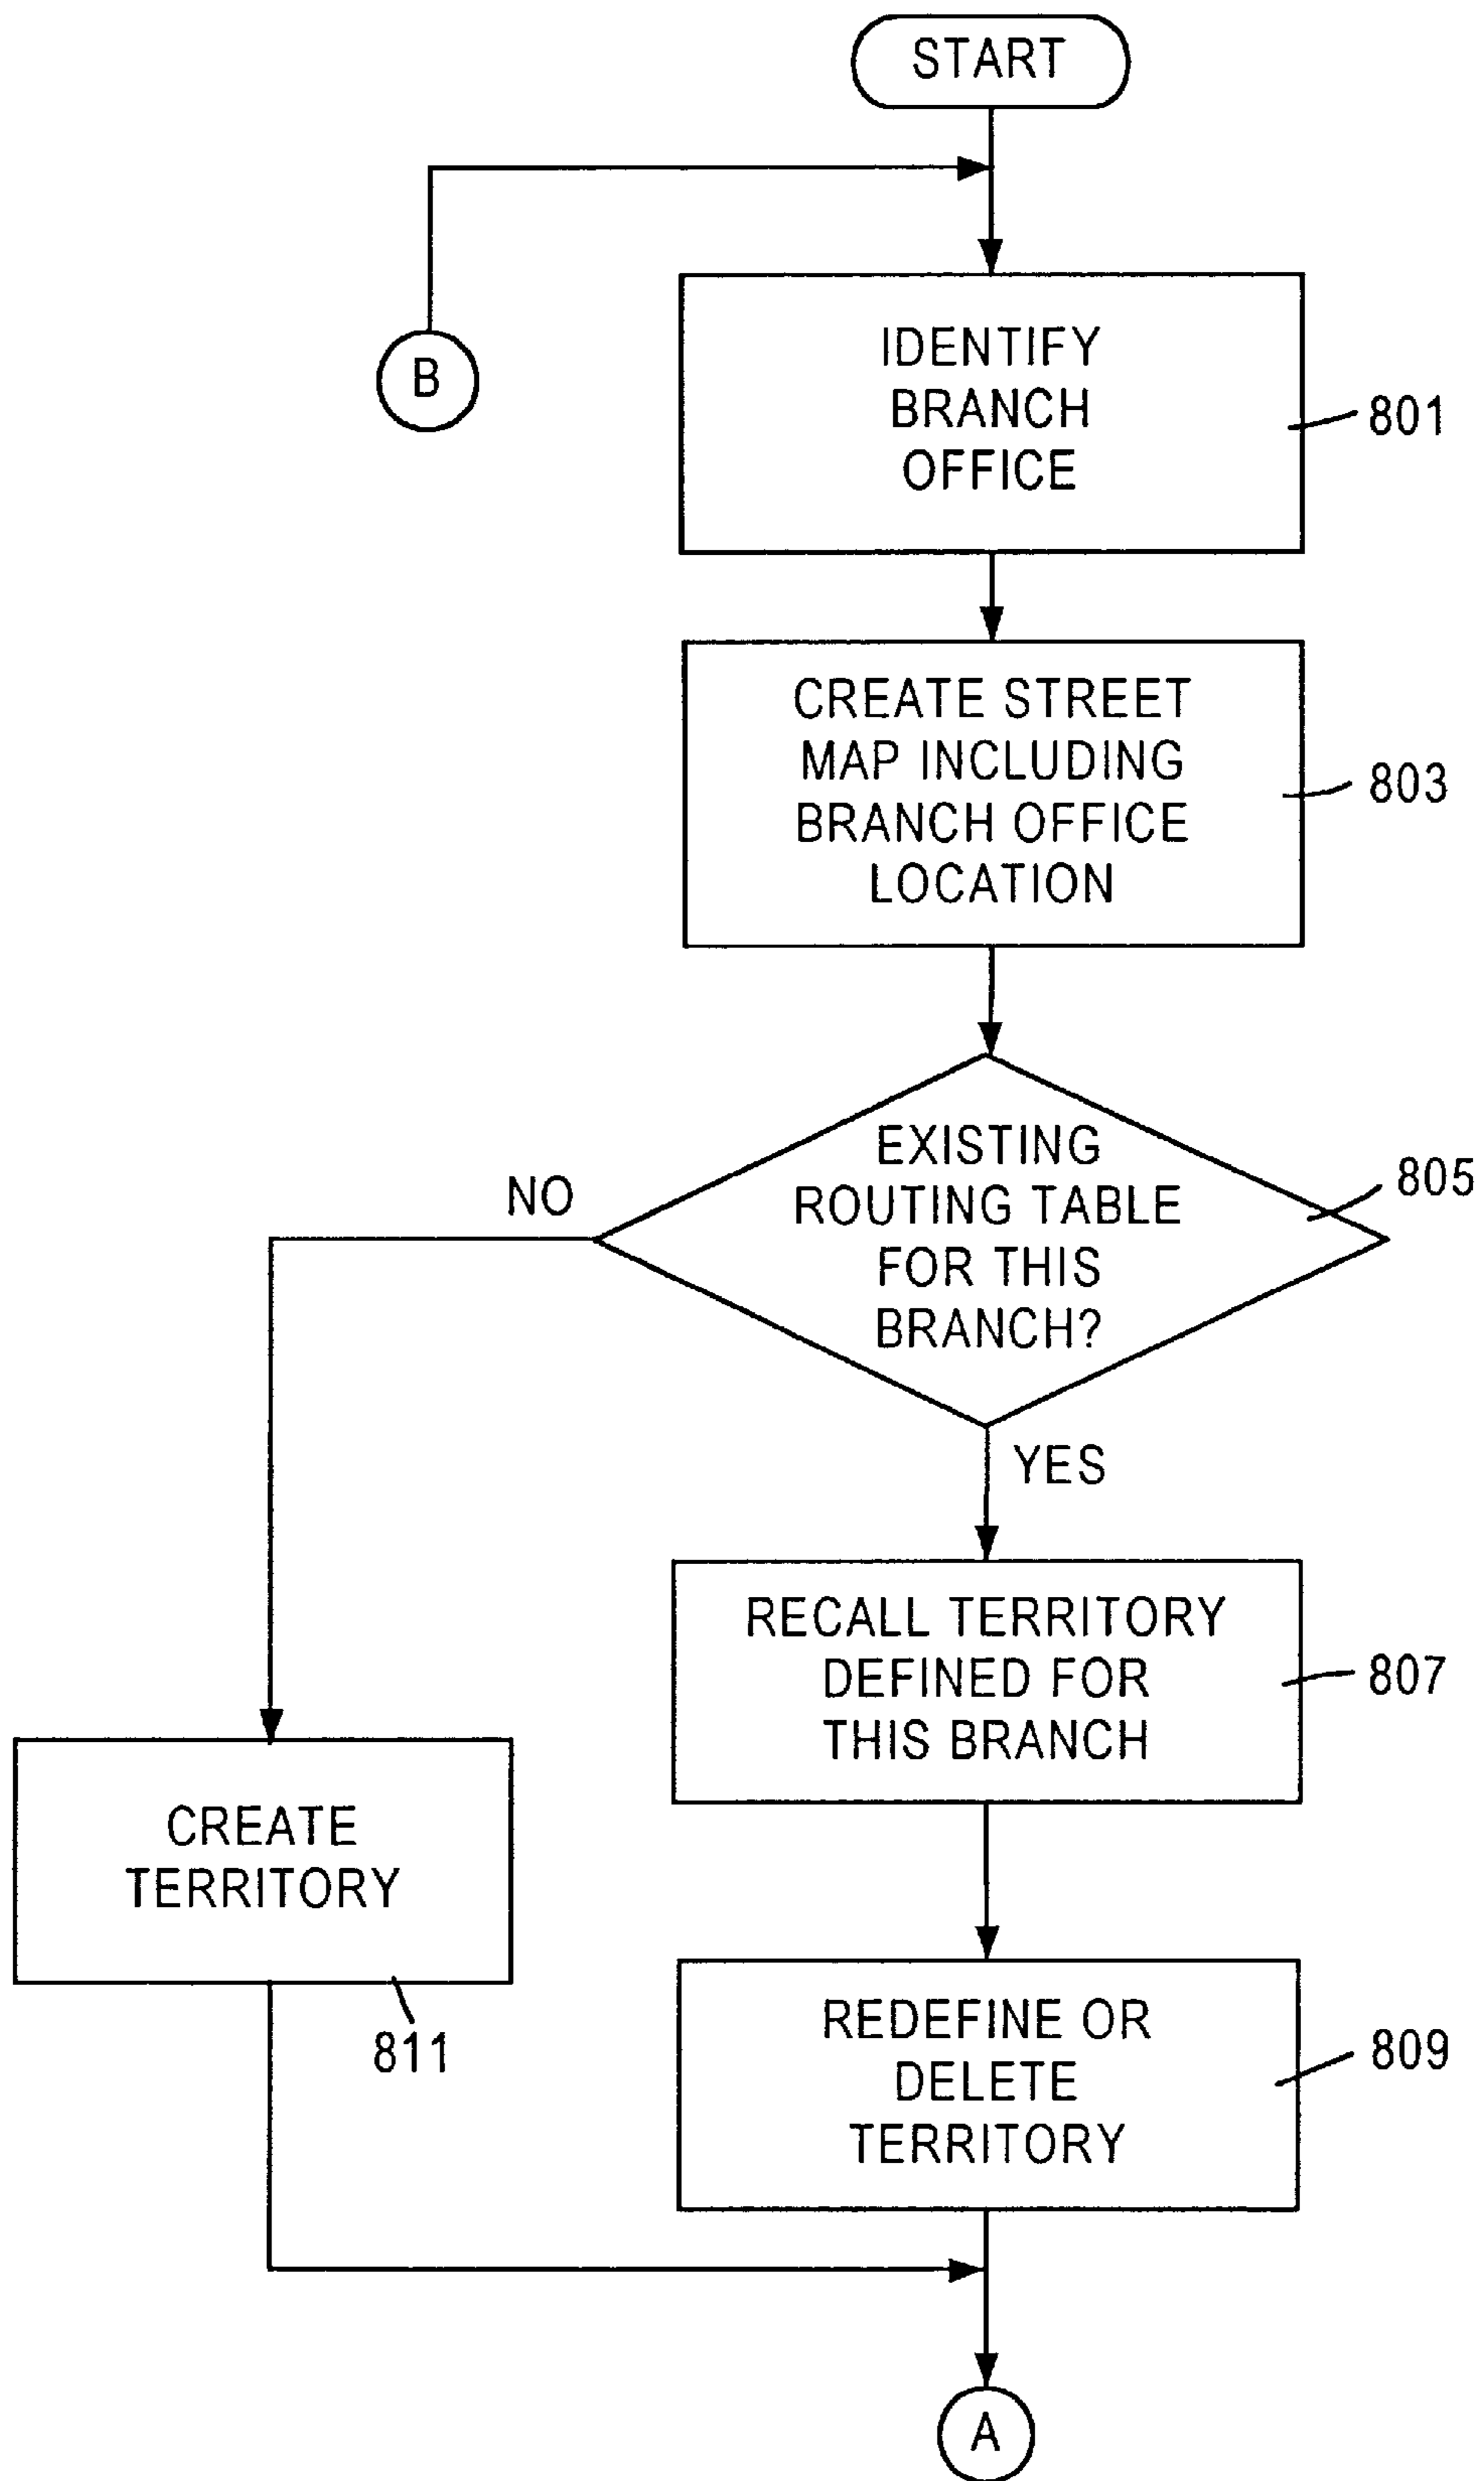 START
B
IDENTIFY
BRANCH
OFFICE
801
CREATE STREET
MAP INCLUDING
BRANCH OFFICE
LOCATION
803
EXISTING
ROUTING TABLE
FOR THIS
BRANCH?
805
NO
YES
RECALL TERRITORY
DEFINED FOR
THIS BRANCH
807
CREATE
TERRITORY
811
REDEFINE OR
DELETE
TERRITORY
809
A